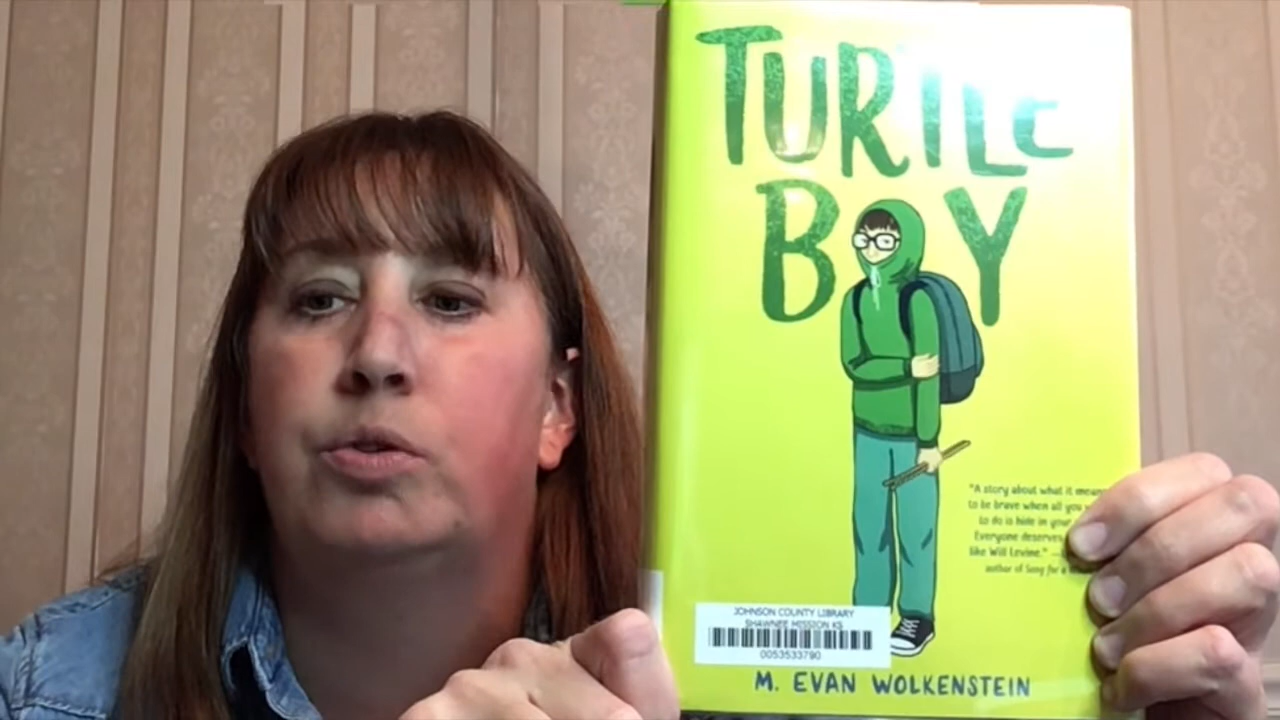 TURTLE
BOY
"A story about what it means
to be brave when all you
to do is hide in your
Everyone deserves
like Will Levine." —
author of Song for a
JOHNSON COUNTY LIBRARY
SHAWNEE MISSION KS
0053533790
M. EVAN WOLKENSTEIN